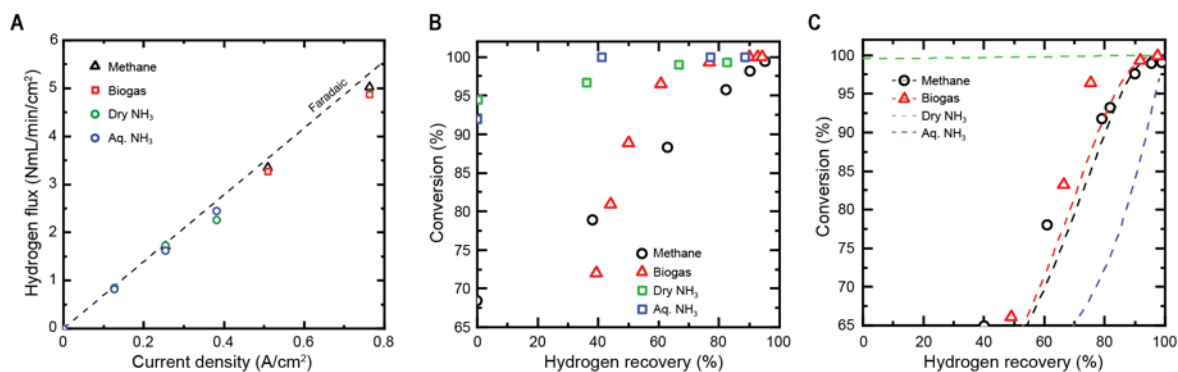 A
Hydrogen flux (NmL/min/cm²)
6
5
4
3
2
1
0
Methane
Biogas
Dry NH₃
Aq. NH₃
Faradaic
0 0.2 0.4 0.6 0.8
Current density (A/cm²)
B
Conversion (%)
100
95
90
85
80
75
70
65
Methane
Biogas
Dry NH₃
Aq. NH₃
0 20 40 60 80 100
Hydrogen recovery (%)
C
Conversion (%)
100
95
90
85
80
75
70
65
Methane
Biogas
Dry NH₃
Aq. NH₃
0 20 40 60 80 100
Hydrogen recovery (%)